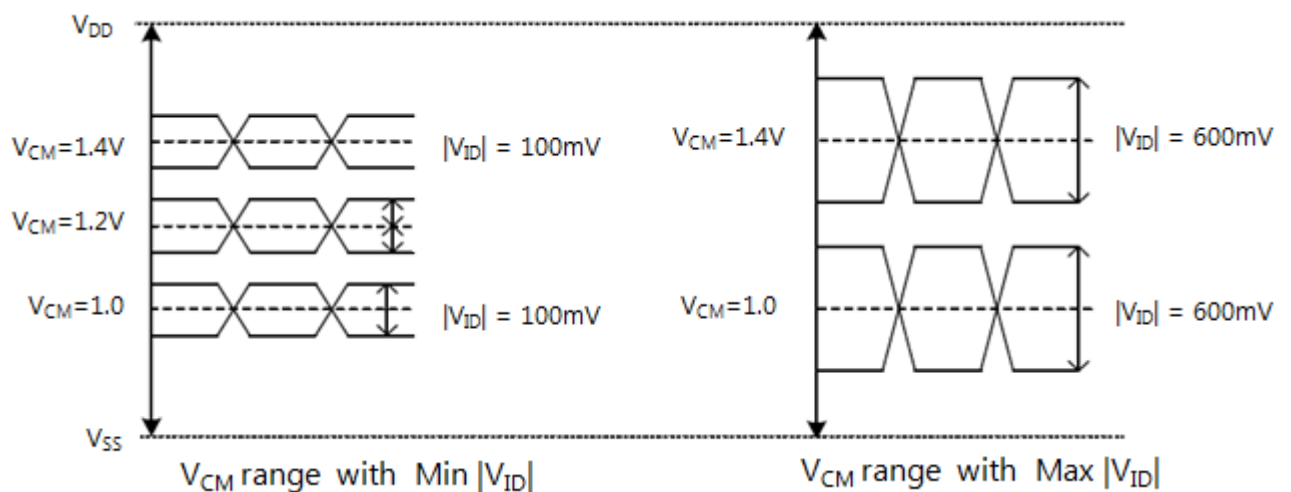 VDD
VCM=1.4V
|VID| = 100mV
VCM=1.2V
VCM=1.0
|VID| = 100mV
VSS
VCM range with Min |VID|
VCM=1.4V
|VID| = 600mV
VCM=1.0
|VID| = 600mV
VCM range with Max |VID|